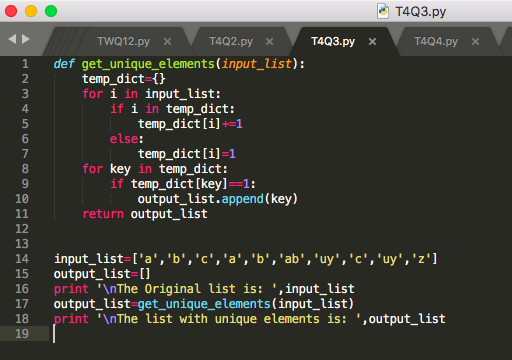 T4Q3.py
TWQ12.py × T4Q2.py × T4Q3.py × T4Q4.py ×
1 def get_unique_elements(input_list):
2     temp_dict={}
3     for i in input_list:
4         if i in temp_dict:
5             temp_dict[i]+=1
6         else:
7             temp_dict[i]=1
8     for key in temp_dict:
9         if temp_dict[key]==1:
10             output_list.append(key)
11     return output_list
12
13
14 input_list=['a','b','c','a','b','ab','uy','c','uy','z']
15 output_list=[]
16 print '\nThe Original list is: ',input_list
17 output_list=get_unique_elements(input_list)
18 print '\nThe list with unique elements is: ',output_list
19